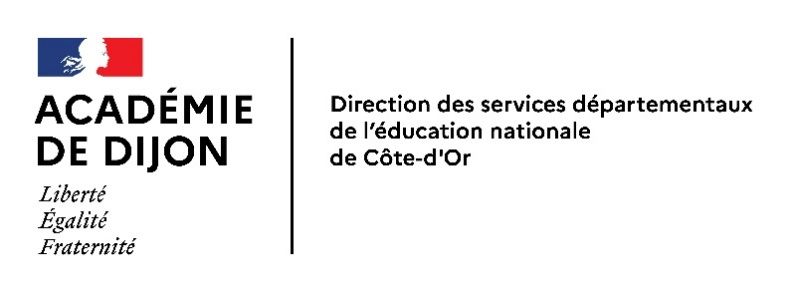 ACADÉMIE
DE DIJON
Liberté
Égalité
Fraternité
Direction des services départementaux
de l'éducation nationale
de Côte-d'Or